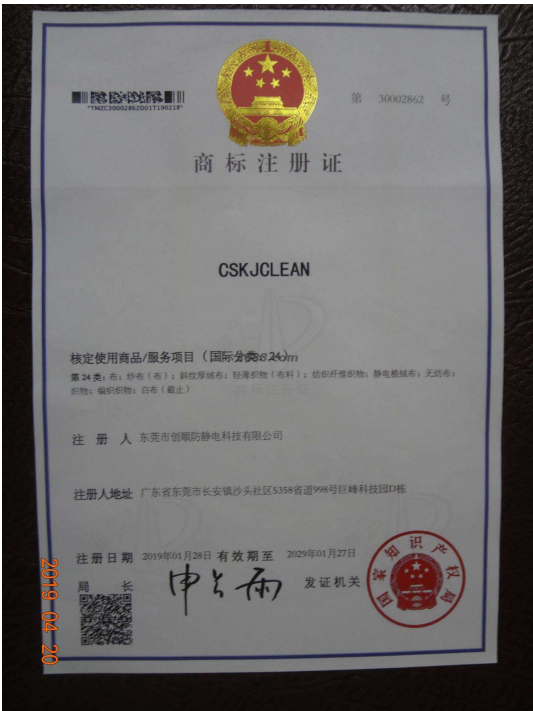 第 30002862 号
*TMZC30002862D01T190218*
商标注册证
CSKJCLEAN
核定使用商品/服务项目（国际分类：24）
第24类：布；纱布（布）；斜纹厚绒布；轻薄织物（布料）；纺织纤维织物；静电植绒布；无纺布；
织物；编织织物；白布（截止）
注册人 东莞市创顺防静电科技有限公司
注册人地址 广东省东莞市长安镇沙头社区S358省道998号巨峰科技园D栋
注册日期 2019年01月28日 有效期至 2029年01月27日
局长 申长雨 发证机关
国家知识产权局
2019 04 20